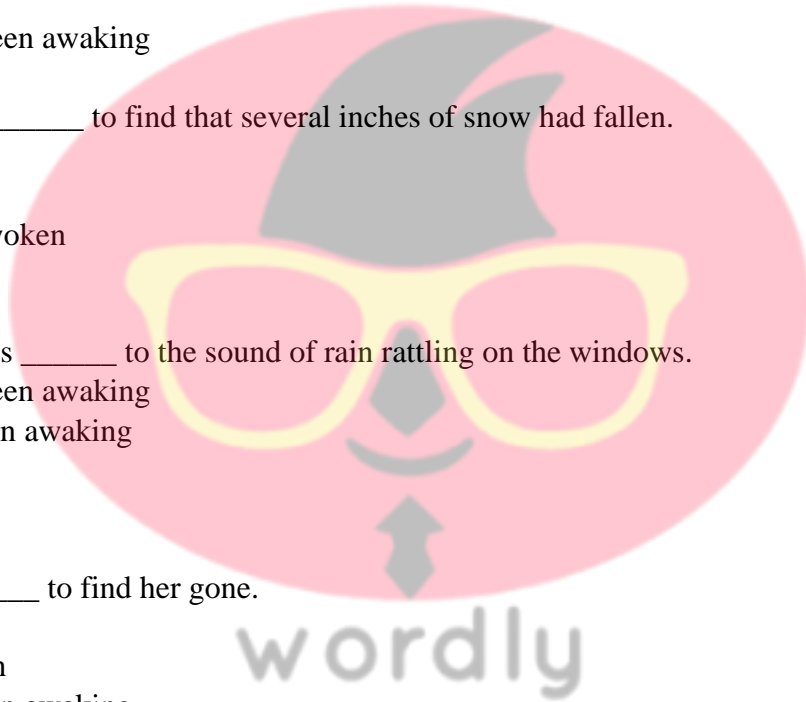 een awaking
______ to find that several inches of snow had fallen.
voken
s ______ to the sound of rain rattling on the windows.
een awaking
n awaking
___ to find her gone.
n
wordly